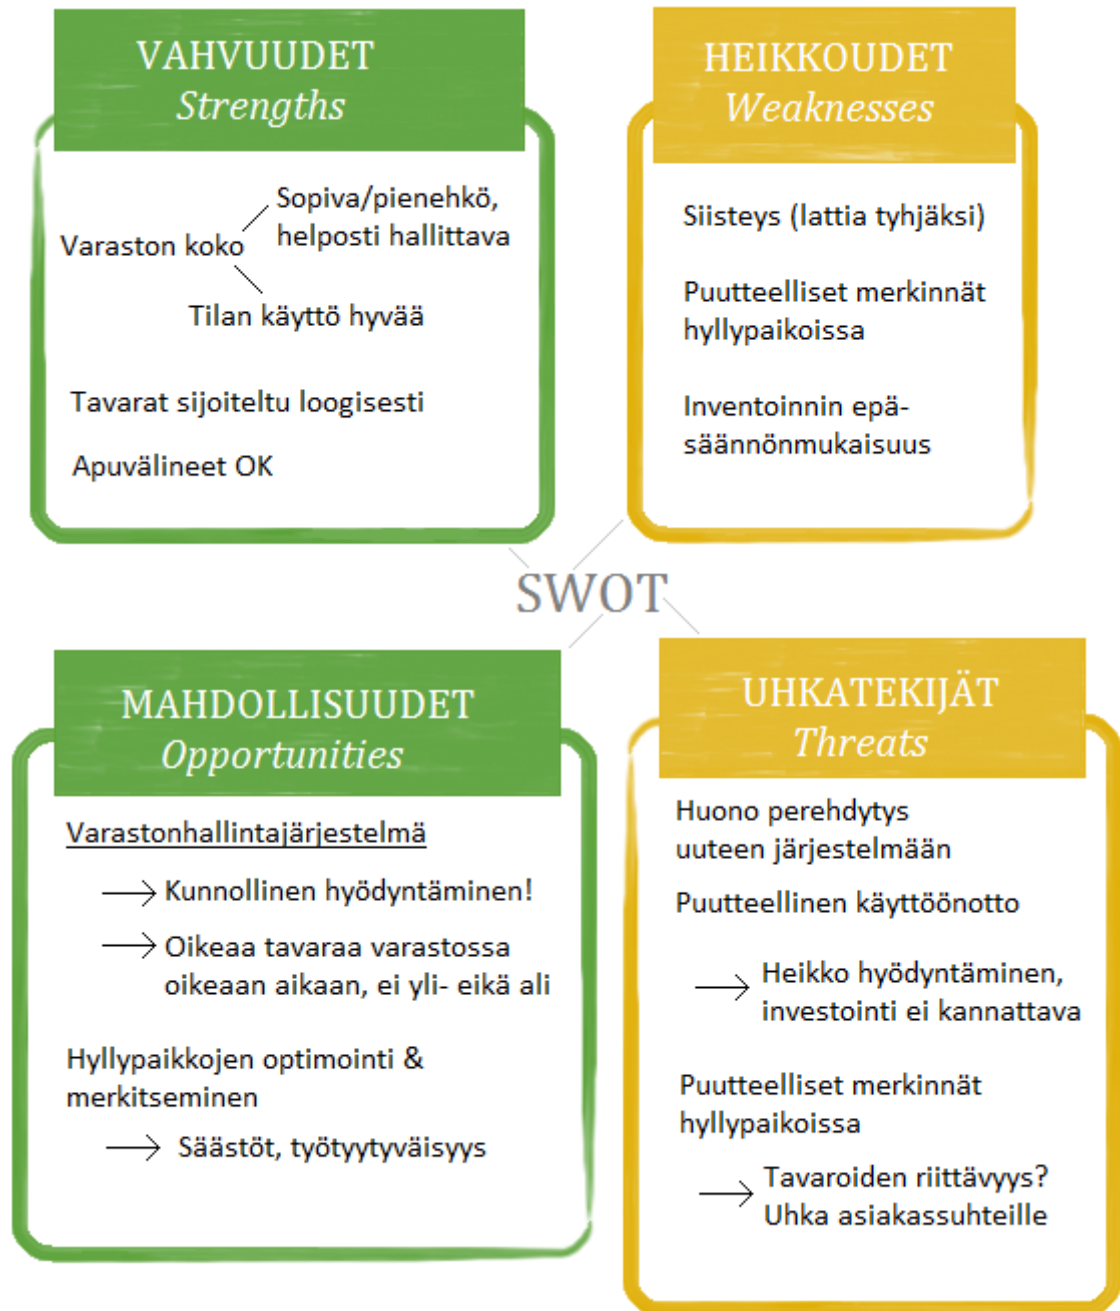 VAHVUUDET
Strengths
Varaston koko
Sopiva/pienehkö,
helposti hallittava
Tilan käyttö hyvää
Tavarat sijoiteltu loogisesti
Apuvälineet OK
HEIKKOUDET
Weaknesses
Siisteys (lattia tyhjäksi)
Puutteelliset merkinnät
hyllypaikoissa
Inventoinnin epä-
säännönmukaisuus
SWOT
MAHDOLLISUUDET
Opportunities
Varastonhallintajärjestelmä
Kunnollinen hyödyntäminen!
Oikeaa tavaraa varastossa
oikeaan aikaan, ei yli- eikä ali
Hyllypaikkojen optimointi &
merkitseminen
Säästöt, työtyytyväisyys
UHKATEKIJÄT
Threats
Huono perehdytys
uuteen järjestelmään
Puutteellinen käyttöönotto
Heikko hyödyntäminen,
investointi ei kannattava
Puutteelliset merkinnät
hyllypaikoissa
Tavaroiden riittävyys?
Uhka asiakassuhteille